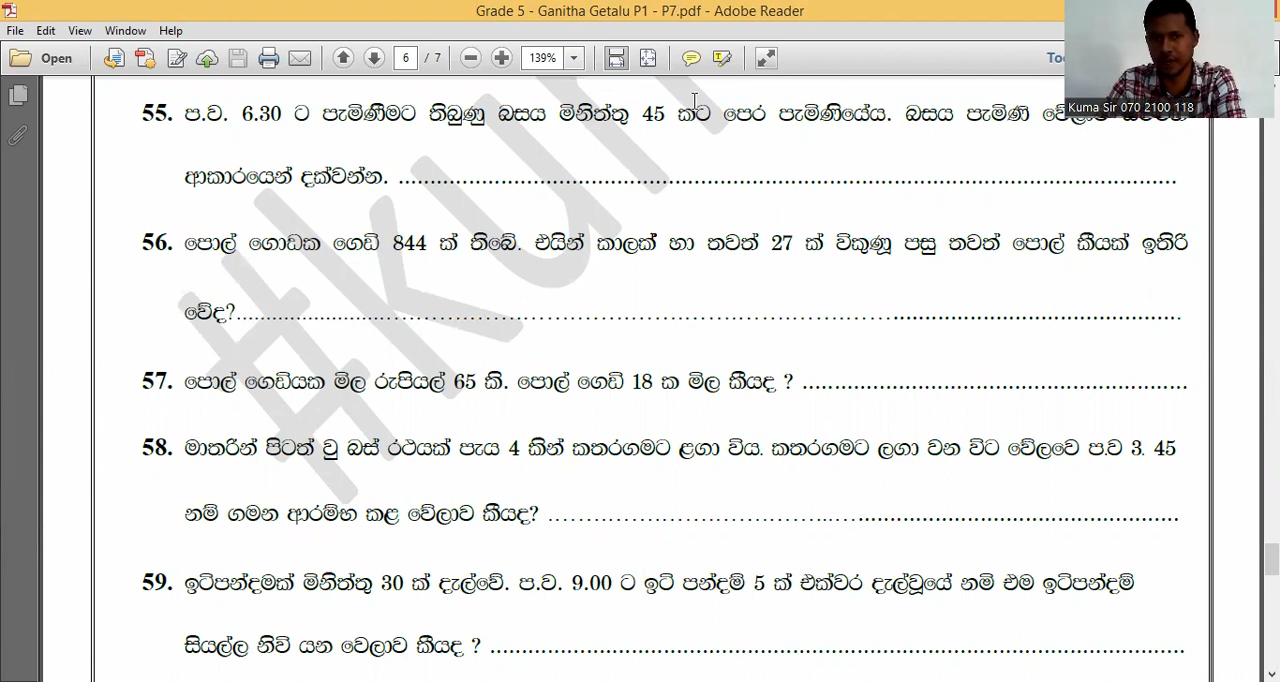 Grade 5 - Ganitha Getalu P1 - P7.pdf - Adobe Reader
File Edit View Window Help
Open 6 / 7 139%
Kuma Sir 070 2100 118
55. ප.ව. 6.30 ට පැමිණීමට තිබුණු බසය මිනිත්තු 45 ක්ට පෙර පැමිණියේය. බසය පැමිණි
ආකාරයෙන් දක්වන්න. ........................................
56. පොල් ගොඩක ගෙඩි 844 ක් තිබේ. එයින් කාලක් හා තවත් 27 ක් විකුණූ පසු තවත් පොල් කීයක් ඉතිරි
වේද?........................................
57. පොල් ගෙඩියක මිල රුපියල් 65 කි. පොල් ගෙඩි 18 ක මිල කීයද ? ........................................
58. මාතරින් පිටත් වු බස් රථයක් පැය 4 කින් කතරගමට ළගා විය. කතරගමට ලගා වන විට වේලවෙ ප.ව 3. 45
නම් ගමන ආරම්භ කළ වේලාව කීයද? ........................................
59. ඉටිපන්දමක් මිනිත්තු 30 ක් දැල්වේ. ප.ව. 9.00 ට ඉටි පන්දම් 5 ක් එක්වර දැල්වූයේ නම් එම ඉටිපන්දම්
සියල්ල නිවි යන වෙලාව කීයද ? ........................................
#kum